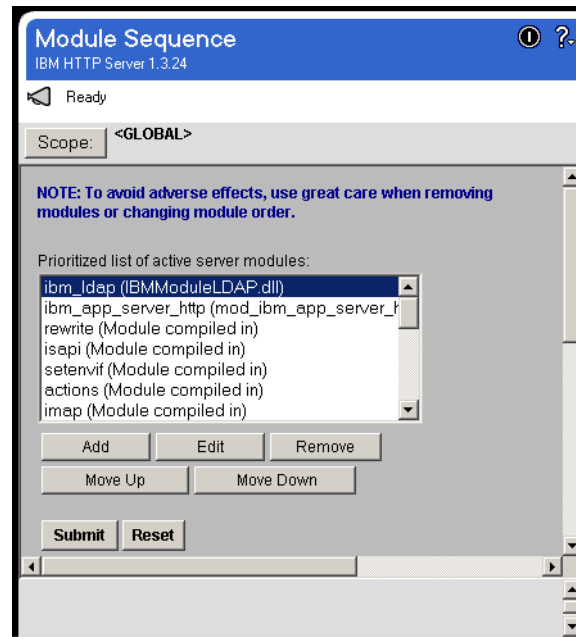 Module Sequence
IBM HTTP Server 1.3.24
?
Ready
Scope:
<GLOBAL>
NOTE: To avoid adverse effects, use great care when removing
modules or changing module order.
Prioritized list of active server modules:
ibm_ldap (IBMModuleLDAP.dll)
ibm_app_server_http (mod_ibm_app_server_h
rewrite (Module compiled in)
isapi (Module compiled in)
setenvif (Module compiled in)
actions (Module compiled in)
imap (Module compiled in)
Add Edit Remove
Move Up Move Down
Submit Reset